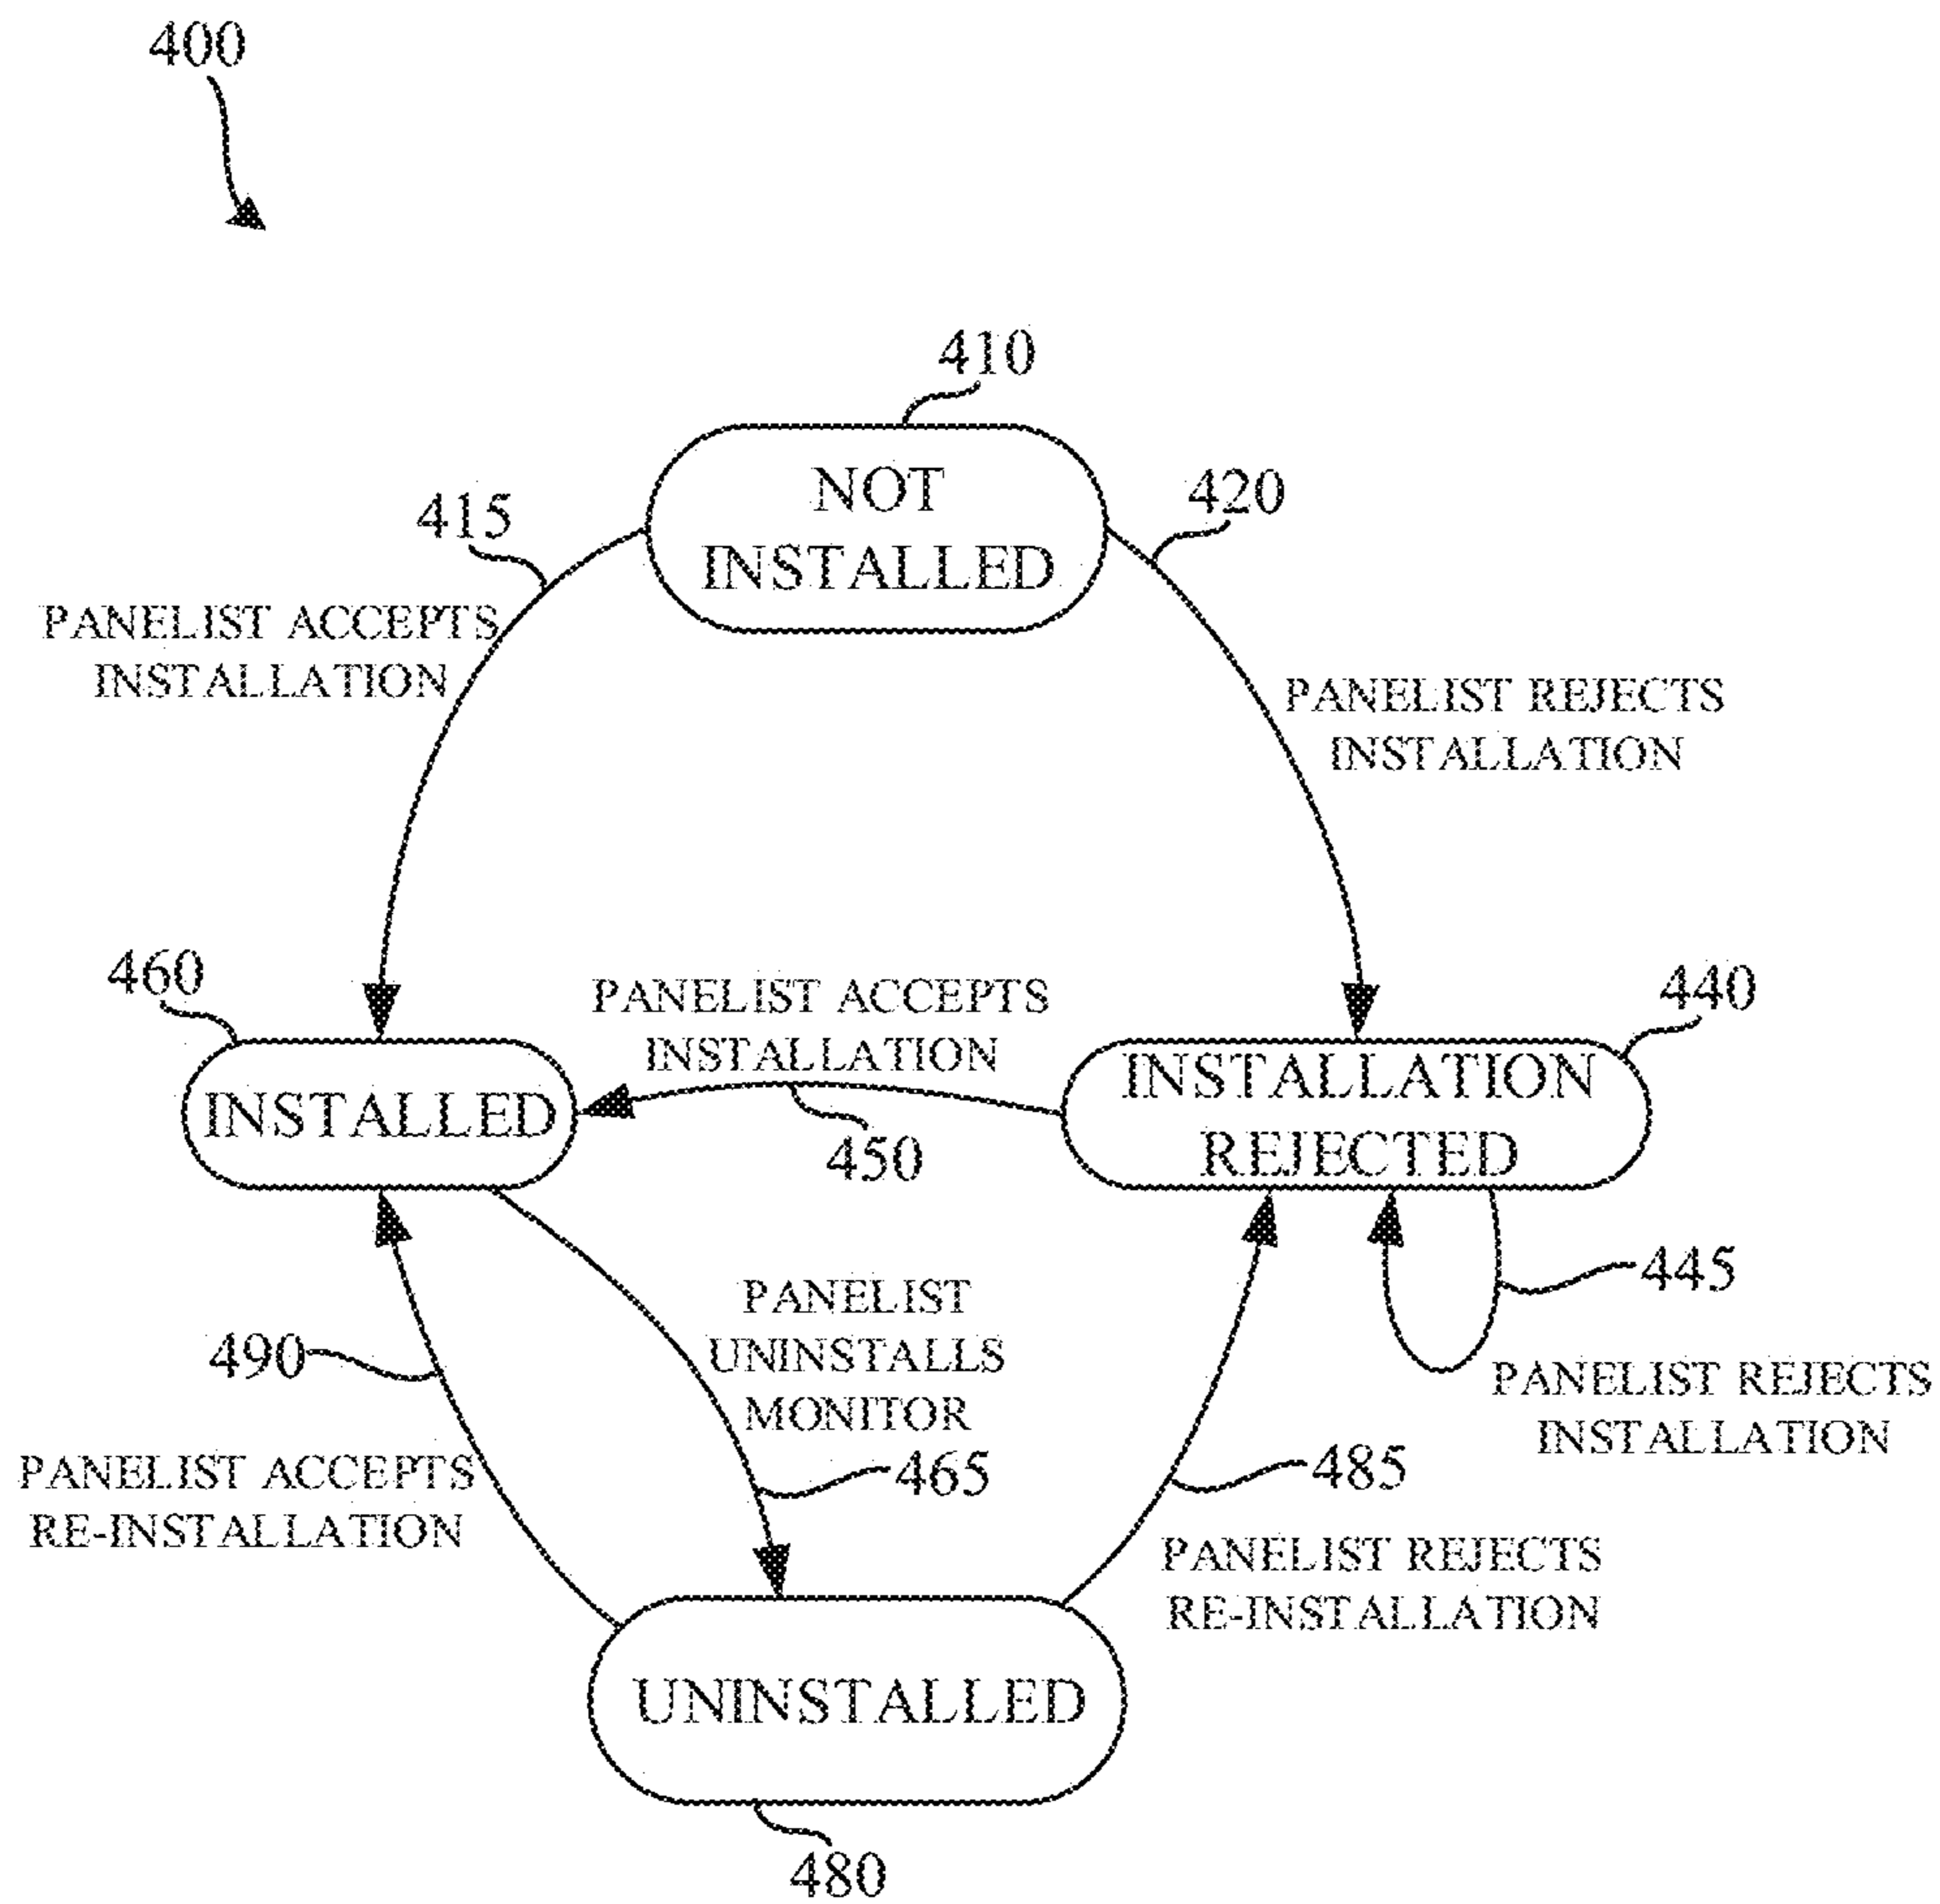 400
410
NOT
INSTALLED
415
420
PANELIST ACCEPTS
INSTALLATION
PANELIST REJECTS
INSTALLATION
460
INSTALLED
PANELIST ACCEPTS
INSTALLATION
450
440
INSTALLATION
REJECTED
445
PANELIST REJECTS
INSTALLATION
490
PANELIST ACCEPTS
RE-INSTALLATION
PANELIST
UNINSTALLS
MONITOR
465
485
PANELIST REJECTS
RE-INSTALLATION
UNINSTALLED
480